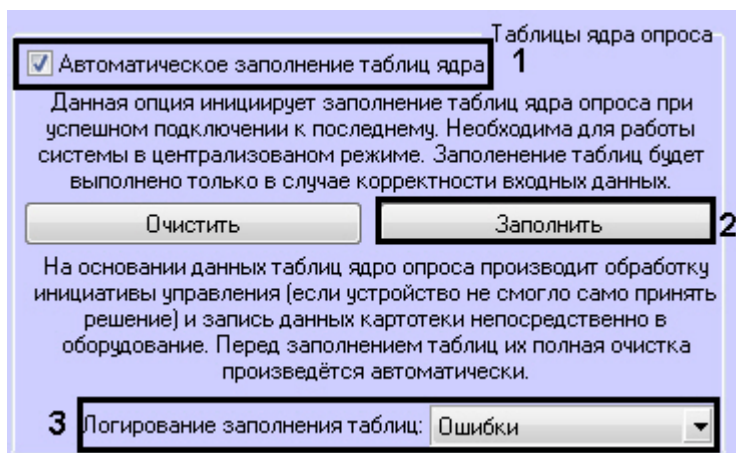 Таблицы ядра опроса
Автоматическое заполнение таблиц ядра 1
Данная опция инициирует заполнение таблиц ядра опроса при
успешном подключении к последнему. Необходима для работы
системы в централизованом режиме. Заполенение таблиц будет
выполнено только в случае корректности входных данных.
Очистить Заполнить 2
На основании данных таблиц ядро опроса производит обработку
инициативы управления (если устройство не смогло само принять
решение) и запись данных картотеки непосредственно в
оборудование. Перед заполнением таблиц их полная очистка
произведётся автоматически.
3 Логирование заполнения таблиц: Ошибки